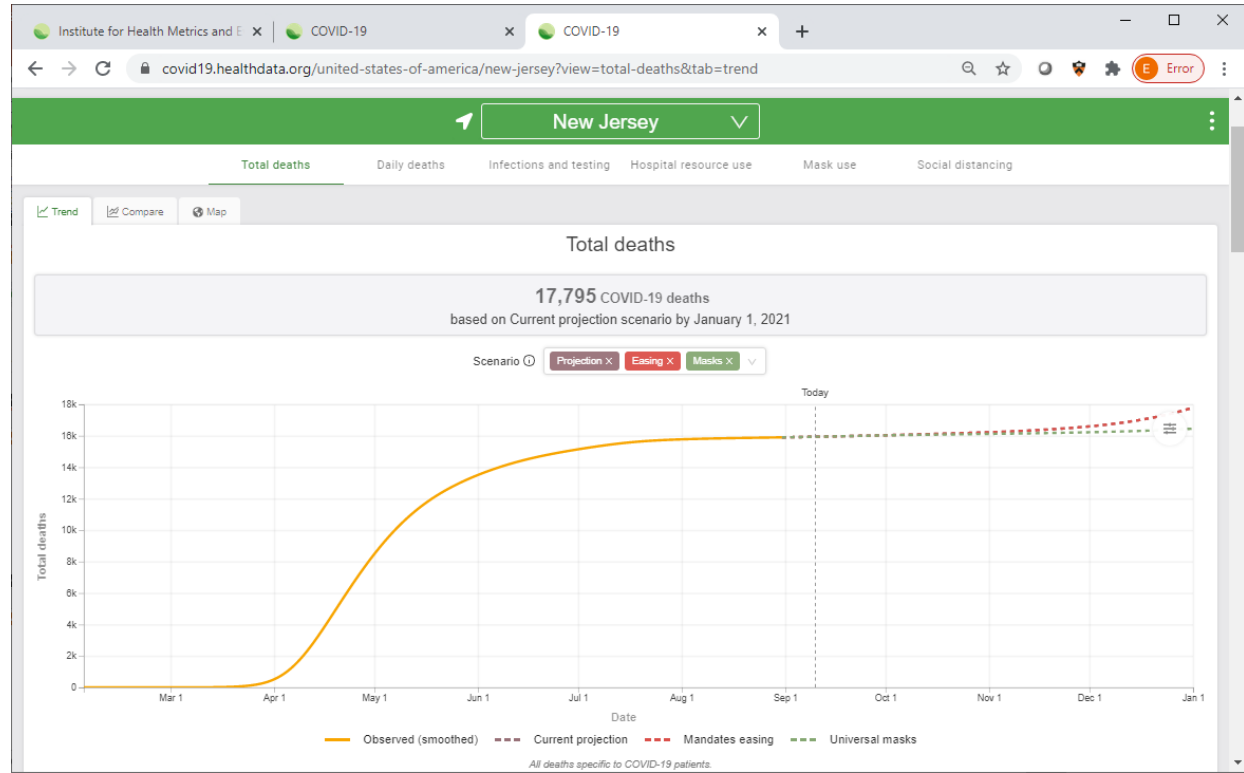 Institute for Health Metrics and E
COVID-19
COVID-19
covid19.healthdata.org/united-states-of-america/new-jersey?view=total-deaths&tab=trend
E Error
New Jersey
Total deaths Daily deaths Infections and testing Hospital resource use Mask use Social distancing
Trend Compare Map
Total deaths
17,795 COVID-19 deaths
based on Current projection scenario by January 1, 2021
Scenario Projection X Easing X Masks X
Today
18k
16k
14k
12k
10k
8k
6k
4k
2k
0
Total deaths
Mar 1 Apr 1 May 1 Jun 1 Jul 1 Aug 1 Sep 1 Oct 1 Nov 1 Dec 1 Jan 1
Date
Observed (smoothed) Current projection Mandates easing Universal masks
All deaths specific to COVID-19 patients.